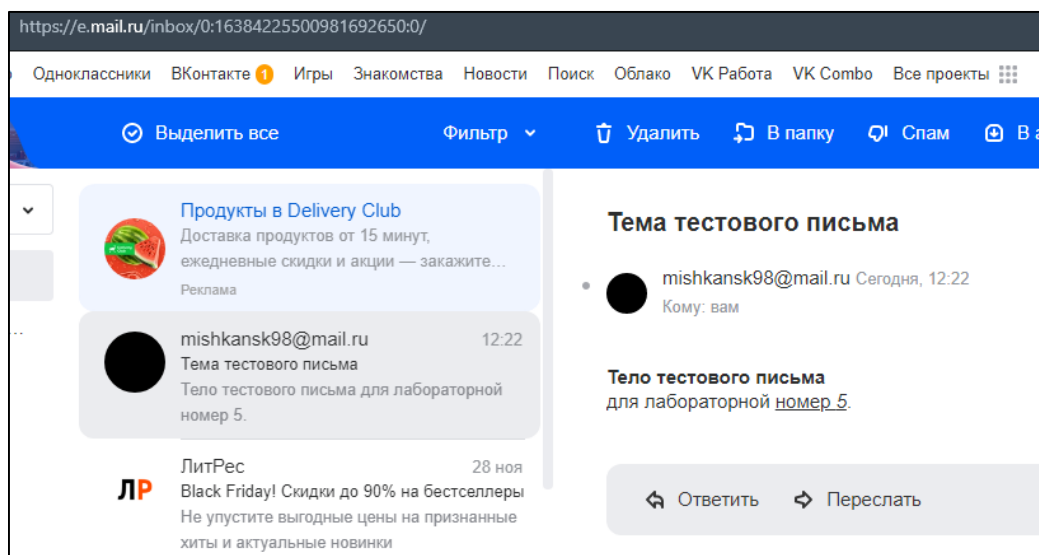 https://e.mail.ru/inbox/0:16384225500981692650:0/
Одноклассники ВКонтакте 1 Игры Знакомства Новости Поиск Облако VK Работа VK Combo Все проекты
Выделить все Фильтр Удалить В папку Спам В а
Продукты в Delivery Club
Доставка продуктов от 15 минут,
ежедневные скидки и акции — закажите...
Реклама
mishkansk98@mail.ru 12:22
Тема тестового письма
Тело тестового письма для лабораторной
номер 5.
ЛР
ЛитРес 28 ноя
Black Friday! Скидки до 90% на бестселлеры
Не упустите выгодные цены на признанные
хиты и актуальные новинки
Тема тестового письма
mishkansk98@mail.ru Сегодня, 12:22
Кому: вам
Тело тестового письма
для лабораторной номер 5.
Ответить Переслать